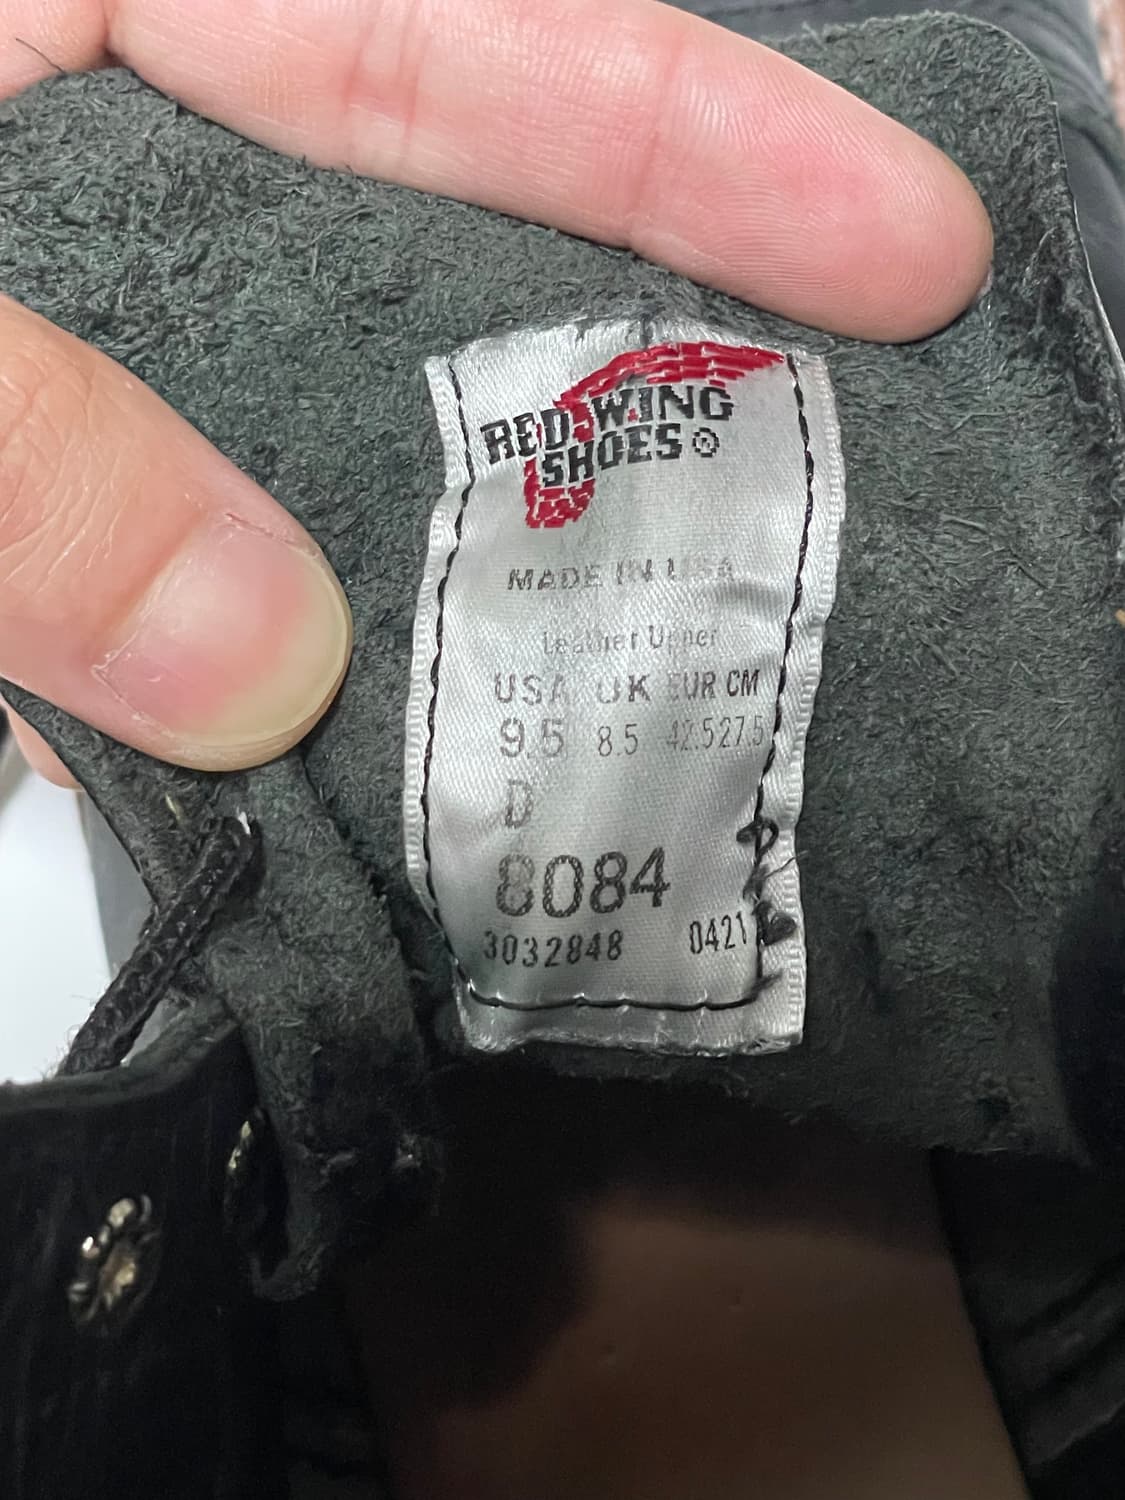 RED WING
SHOES ®
MADE IN USA
Leather Upper
USA UK EUR CM
9.5 8.5 42.5 27.5
D
8084
3032848 0421